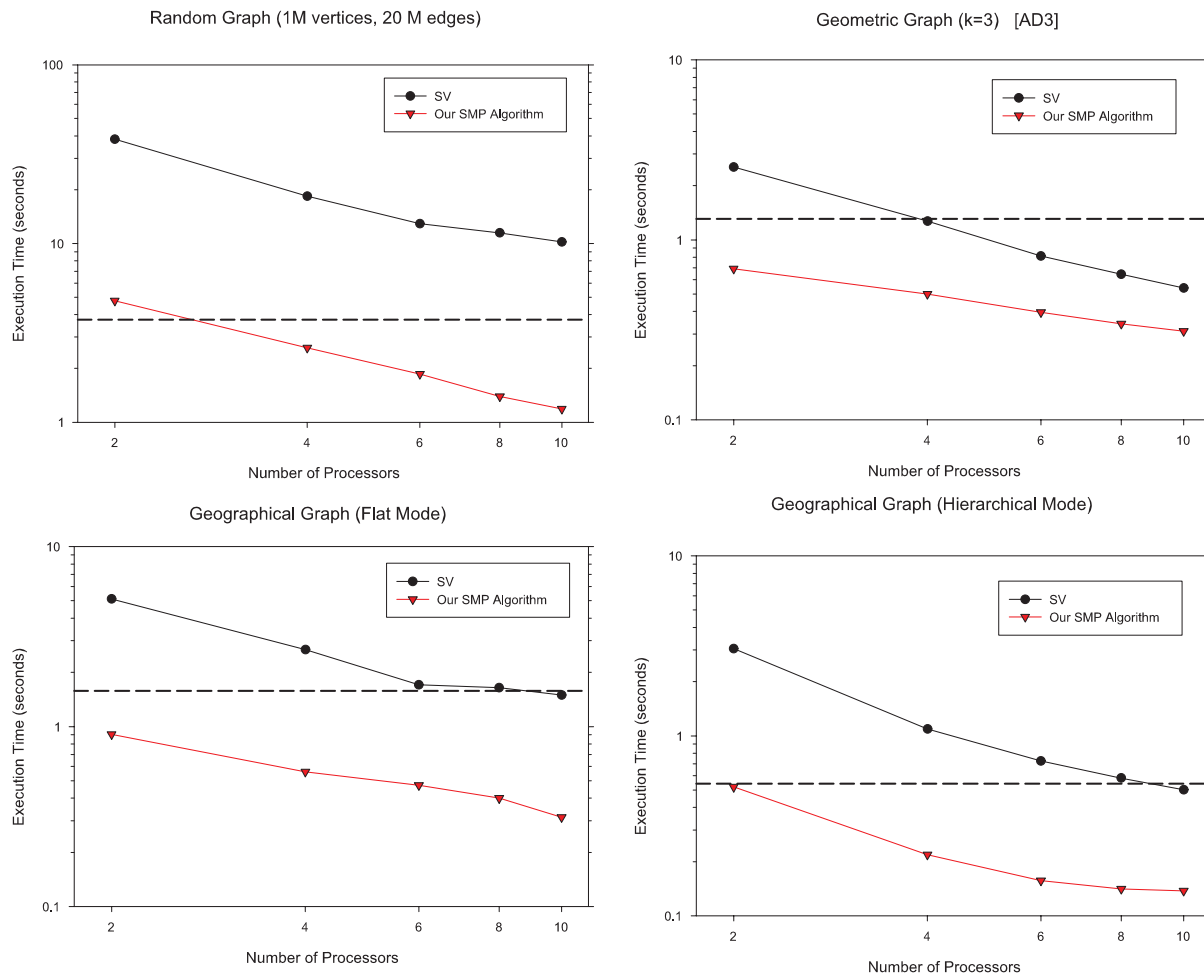 Random Graph (1M vertices, 20 M edges)
100
10
1
Execution Time (seconds)
SV
Our SMP Algorithm
2
4
6
8
10
Number of Processors
Geometric Graph (k=3) [AD3]
10
1
0.1
Execution Time (seconds)
SV
Our SMP Algorithm
2
4
6
8
10
Number of Processors
Geographical Graph (Flat Mode)
10
1
0.1
Execution Time (seconds)
SV
Our SMP Algorithm
2
4
6
8
10
Number of Processors
Geographical Graph (Hierarchical Mode)
10
1
0.1
Execution Time (seconds)
SV
Our SMP Algorithm
2
4
6
8
10
Number of Processors